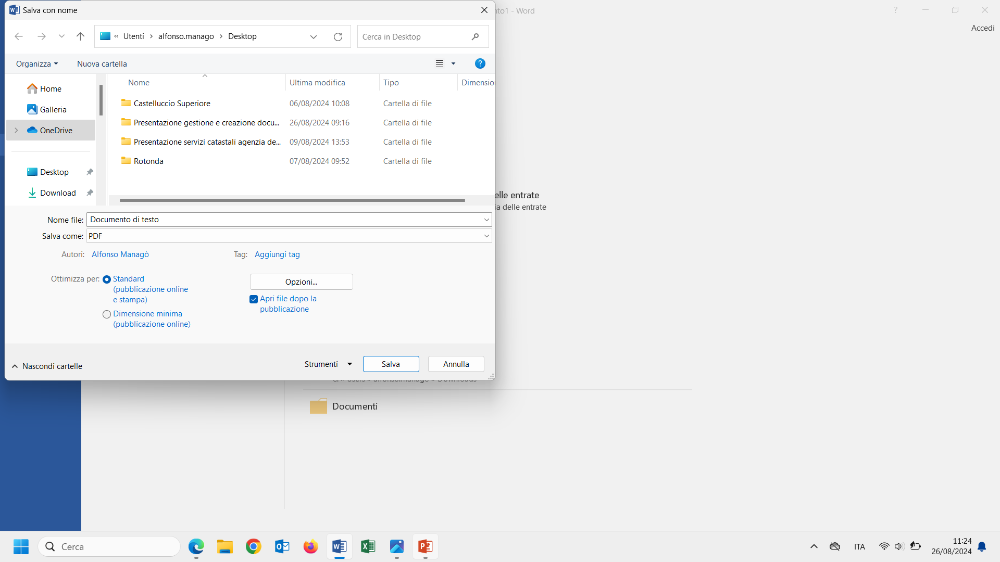 Salva con nome
nto1 - Word
Accedi
Utenti
alfonso.manago
Desktop
Cerca in Desktop
Organizza
Nuova cartella
Home
Galleria
OneDrive
Desktop
Download
Nome Ultima modifica Tipo Dimensio
Castelluccio Superiore 06/08/2024 10:08 Cartella di file
Presentazione gestione e creazione docu... 26/08/2024 09:16 Cartella di file
Presentazione servizi catastali agenzia de... 09/08/2024 13:53 Cartella di file
Rotonda 07/08/2024 09:52 Cartella di file
elle entrate
ia delle entrate
Nome file: Documento di testo
Salva come: PDF
Autori: Alfonso Managò Tag: Aggiungi tag
Ottimizza per: Standard
(pubblicazione online
e stampa)
Dimensione minima
(pubblicazione online)
Opzioni...
Apri file dopo la
pubblicazione
Nascondi cartelle
Strumenti
Salva
Annulla
Documenti
Cerca
ITA
11:24
26/08/2024